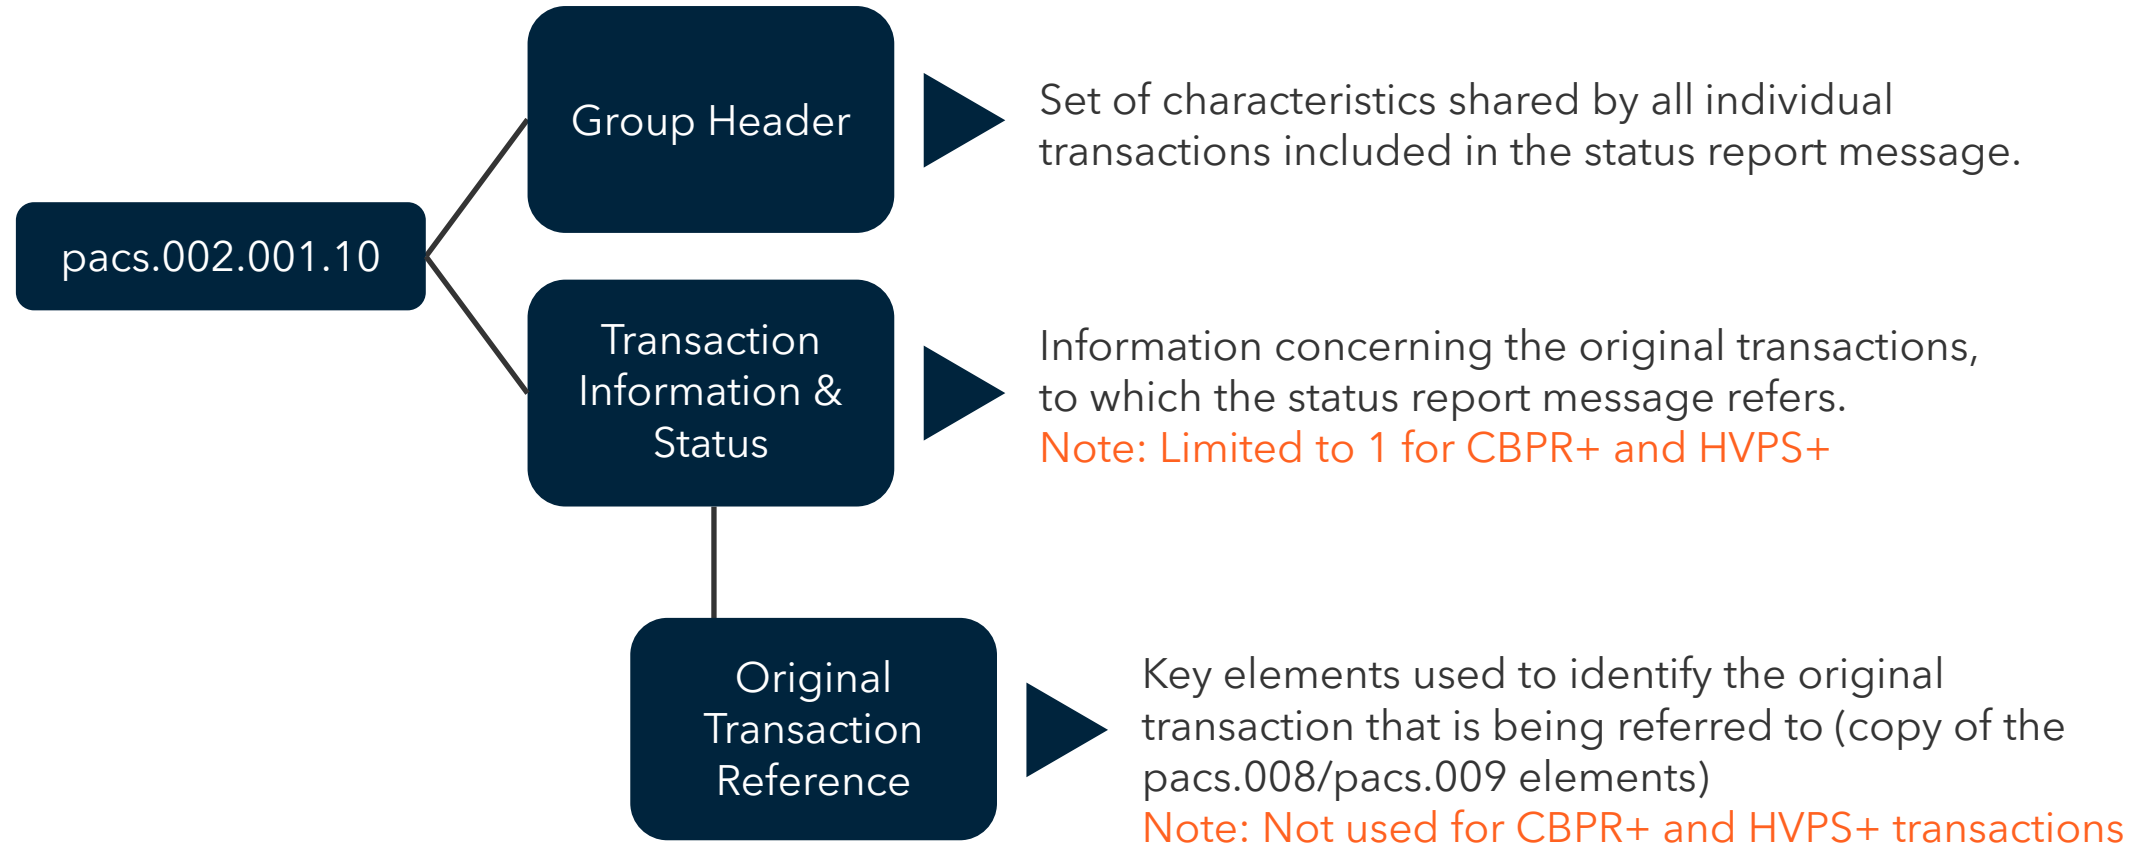 Group Header
Set of characteristics shared by all individual
transactions included in the status report message.
pacs.002.001.10
Transaction
Information &
Status
Information concerning the original transactions,
to which the status report message refers.
Note: Limited to 1 for CBPR+ and HVPS+
Original
Transaction
Reference
Key elements used to identify the original
transaction that is being referred to (copy of the
pacs.008/pacs.009 elements)
Note: Not used for CBPR+ and HVPS+ transactions